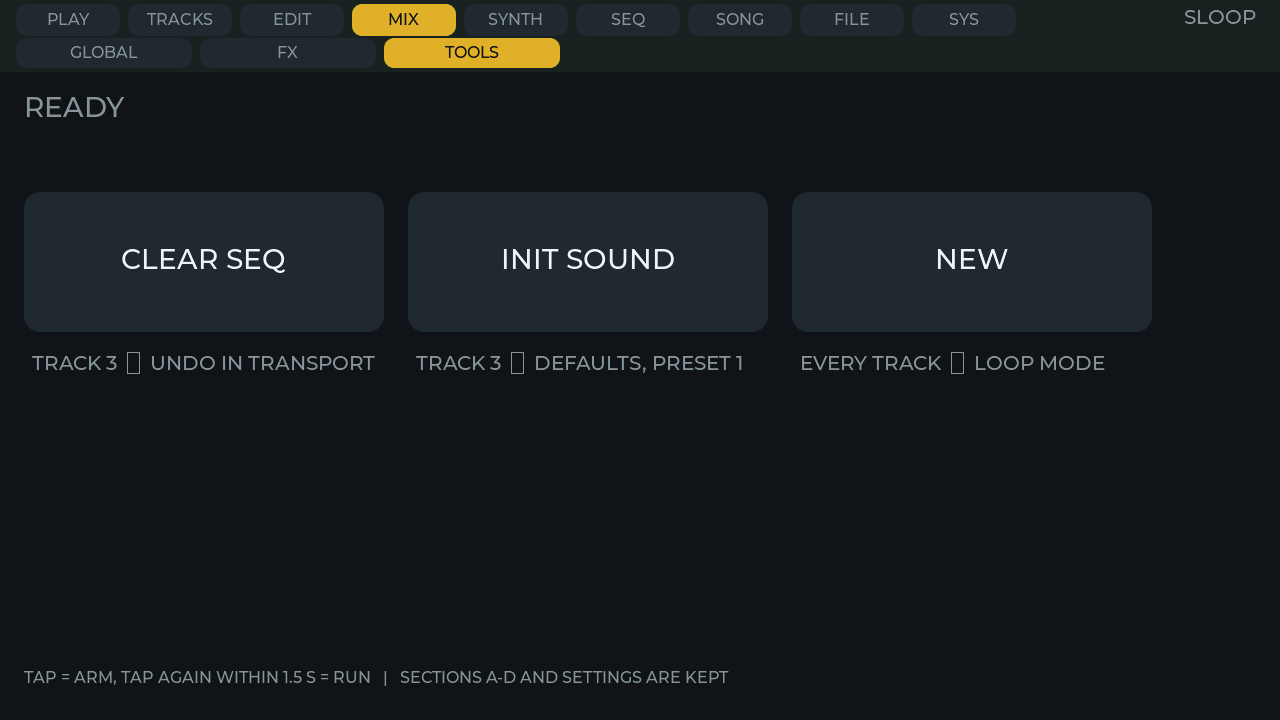 PLAY TRACKS EDIT MIX SYNTH SEQ SONG FILE SYS SLOOP
GLOBAL FX TOOLS
READY
CLEAR SEQ INIT SOUND NEW
TRACK 3 □ UNDO IN TRANSPORT TRACK 3 □ DEFAULTS, PRESET 1 EVERY TRACK □ LOOP MODE
TAP = ARM, TAP AGAIN WITHIN 1.5 S = RUN | SECTIONS A-D AND SETTINGS ARE KEPT